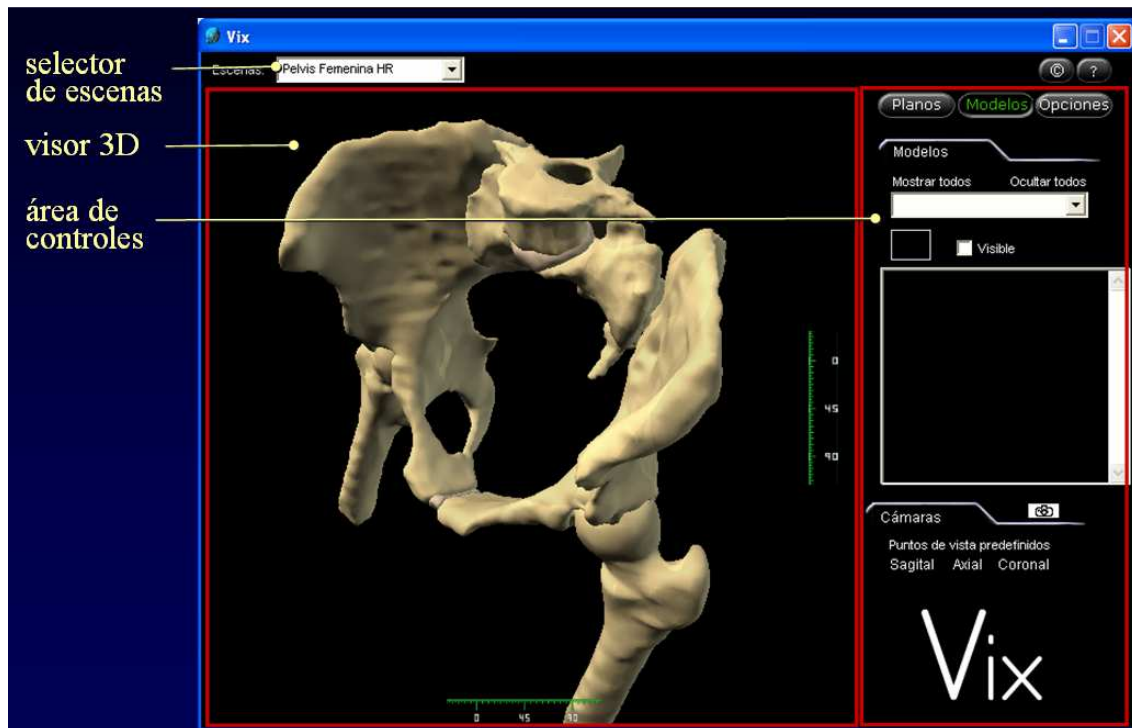 Vix
selector
de escenas
Escenas: Pelvis Femenina HR
© ?
visor 3D
Planos Modelos Opciones
Modelos
Mostrar todos Ocultar todos
área de
controles
Visible
0
45
90
Cámaras
Puntos de vista predefinidos
Sagital Axial Coronal
Vix
0 45 90